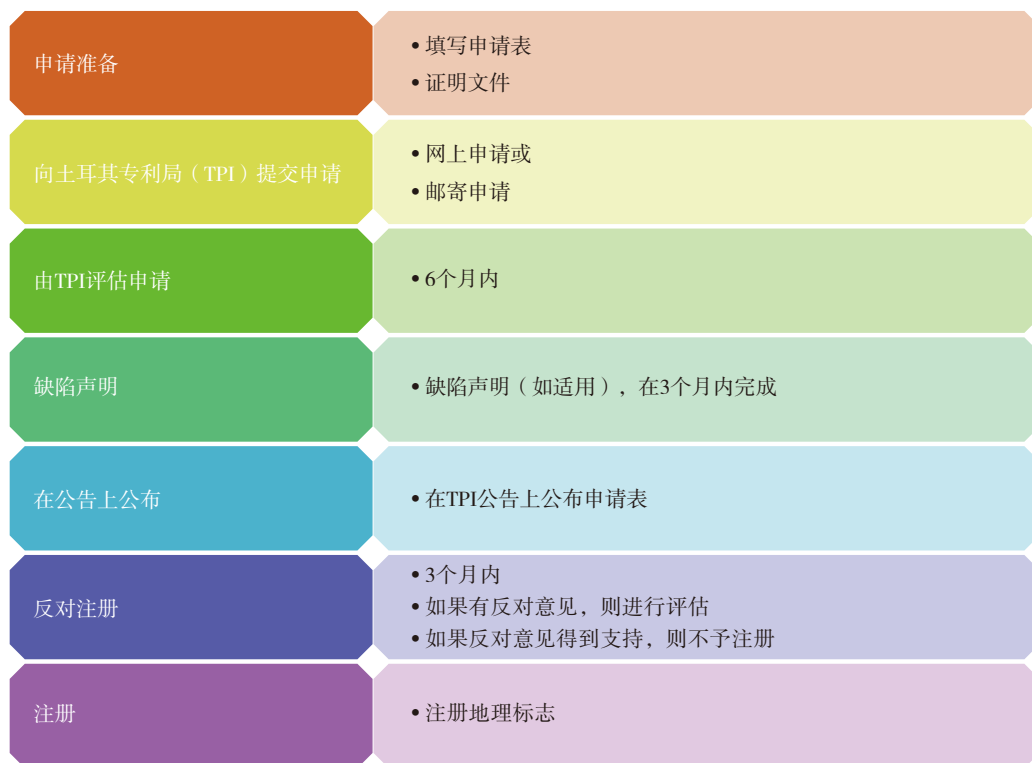 申请准备
• 填写申请表
• 证明文件
向土耳其专利局（TPI）提交申请
• 网上申请或
• 邮寄申请
由TPI评估申请
• 6个月内
缺陷声明
• 缺陷声明（如适用），在3个月内完成
在公告上公布
• 在TPI公告上公布申请表
反对注册
• 3个月内
• 如果有反对意见，则进行评估
• 如果反对意见得到支持，则不予注册
注册
• 注册地理标志